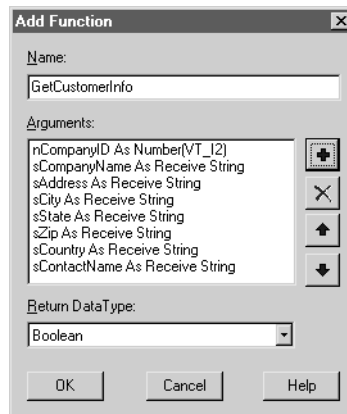 Add Function
Name:
GetCustomerInfo
Arguments:
nCompanyID As Number(VT_I2)
sCompanyName As Receive String
sAddress As Receive String
sCity As Receive String
sState As Receive String
sZip As Receive String
sCountry As Receive String
sContactName As Receive String
Return DataType:
Boolean
OK Cancel Help